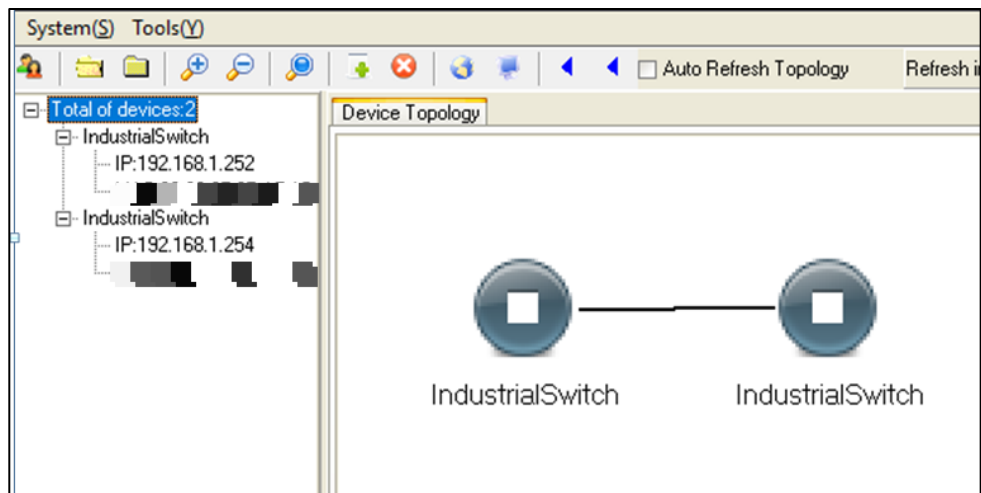 System(S) Tools(Y)
Auto Refresh Topology Refresh i
Total of devices:2
IndustrialSwitch
IP:192.168.1.252
IndustrialSwitch
IP:192.168.1.254
Device Topology
IndustrialSwitch IndustrialSwitch